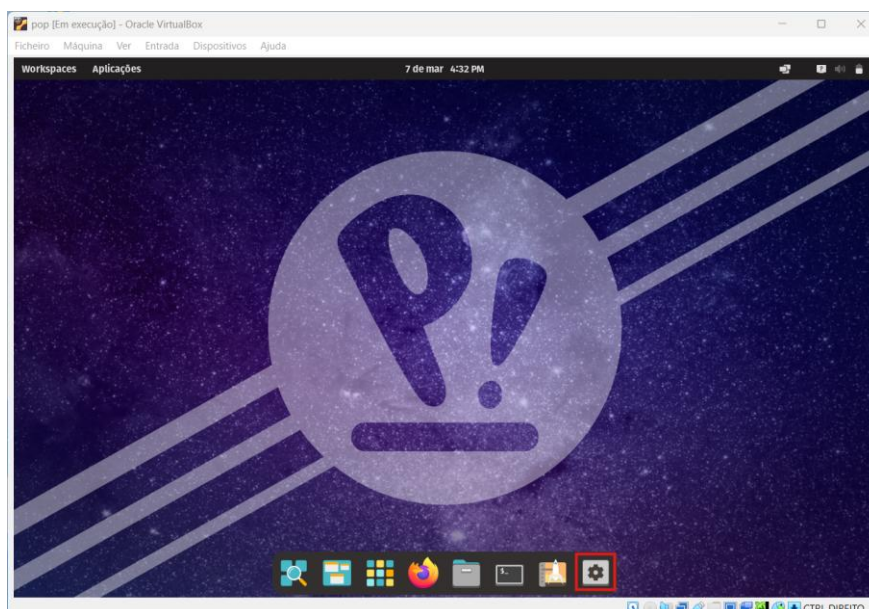 pop [Em execução] - Oracle VirtualBox
Ficheiro Máquina Ver Entrada Dispositivos Ajuda
Workspaces Aplicações 7 de mar 4:32 PM
P!
$_
CTRL DIREITO